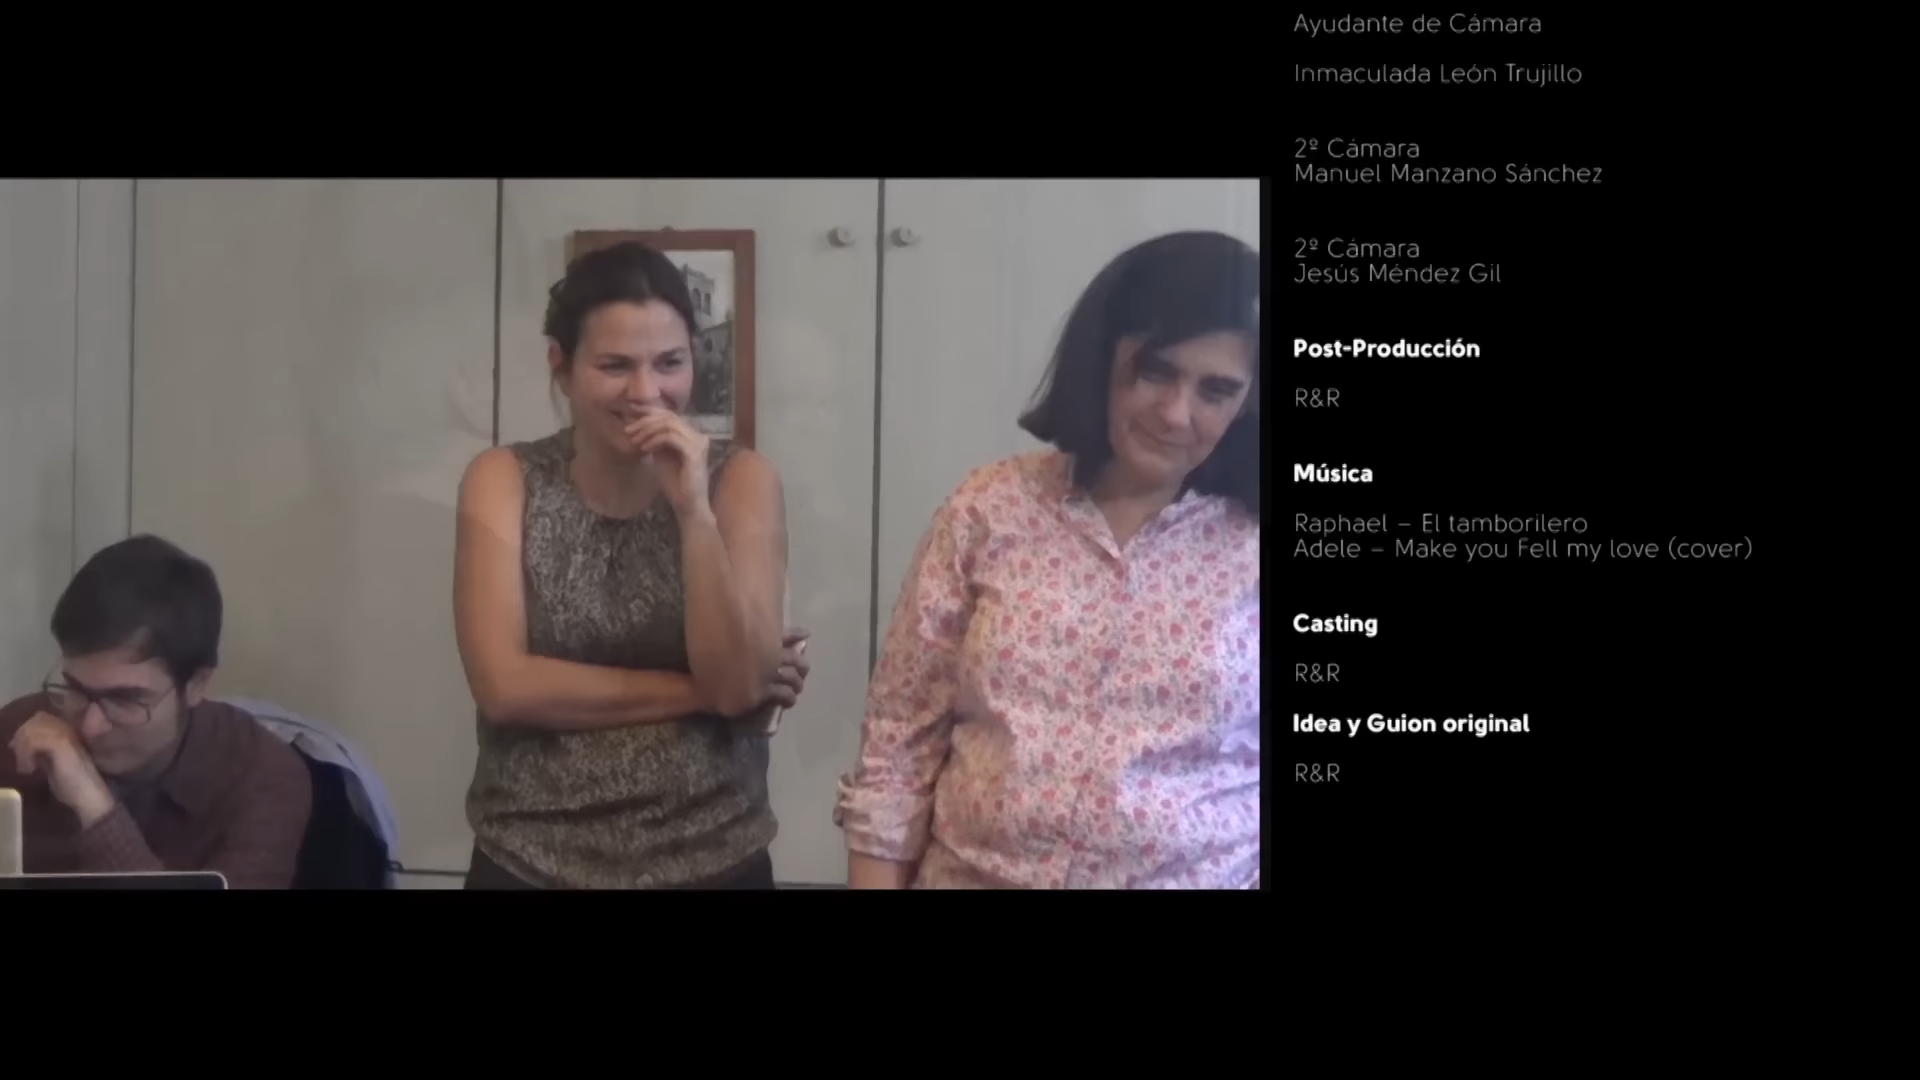 Ayudante de Cámara
Inmaculada León Trujillo
2º Cámara
Manuel Manzano Sánchez
2º Cámara
Jesús Méndez Gil
Post-Producción
R&R
Música
Raphael – El tamborilero
Adele – Make you Fell my love (cover)
Casting
R&R
Idea y Guion original
R&R